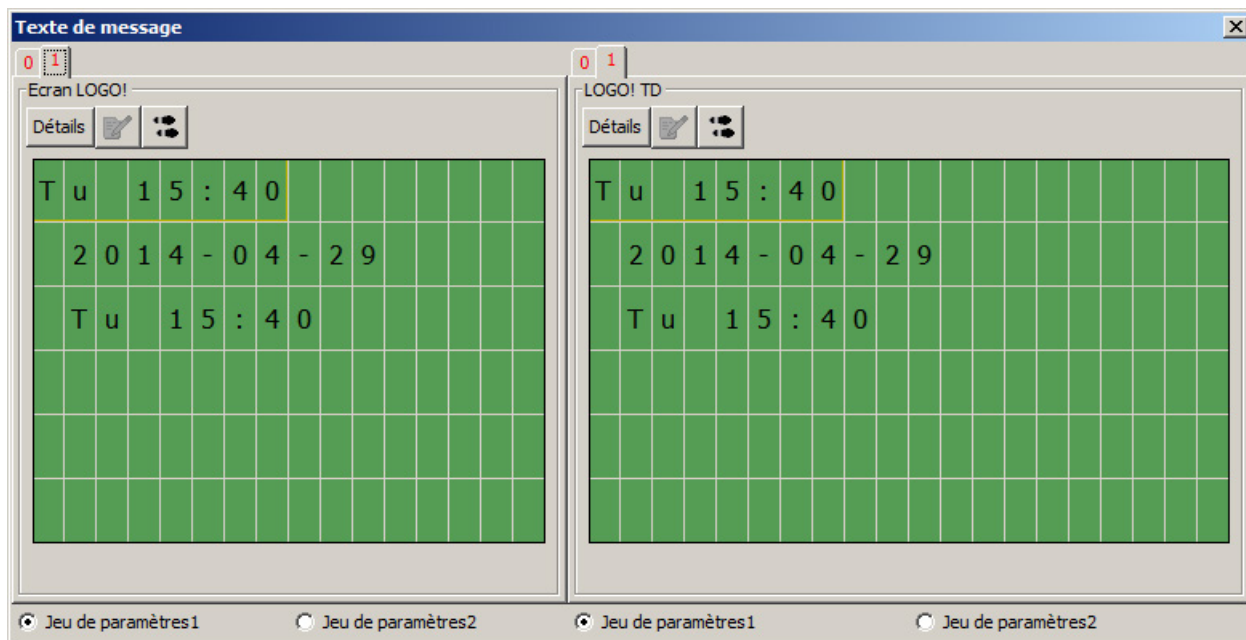 Texte de message
0 1
Ecran LOGO!
Détails
Tu 15:40
2014-04-29
Tu 15:40
Jeu de paramètres1 Jeu de paramètres2
0 1
LOGO! TD
Détails
Tu 15:40
2014-04-29
Tu 15:40
Jeu de paramètres1 Jeu de paramètres2